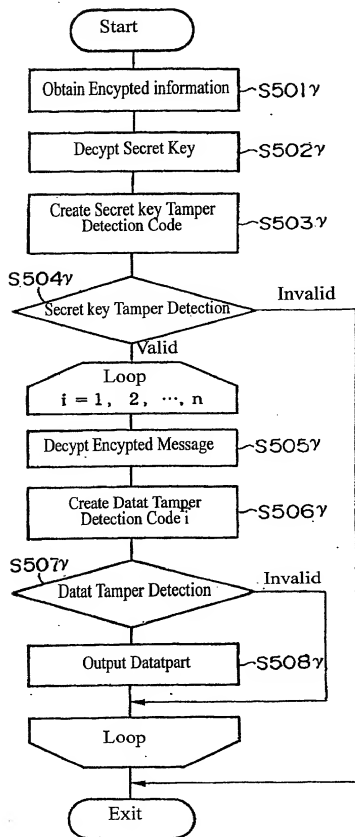 Start
Obtain Encypted information
S501γ
Decypt Secret Key
S502γ
Create Secret key Tamper
Detection Code
S503γ
S504γ
Secret key Tamper Detection
Invalid
Valid
Loop
i = 1, 2, ···, n
Decypt Encrypted Message
S505γ
Create Datat Tamper
Detection Code i
S506γ
S507γ
Datat Tamper Detection
Invalid
Output Datatpart
S508γ
Loop
Exit